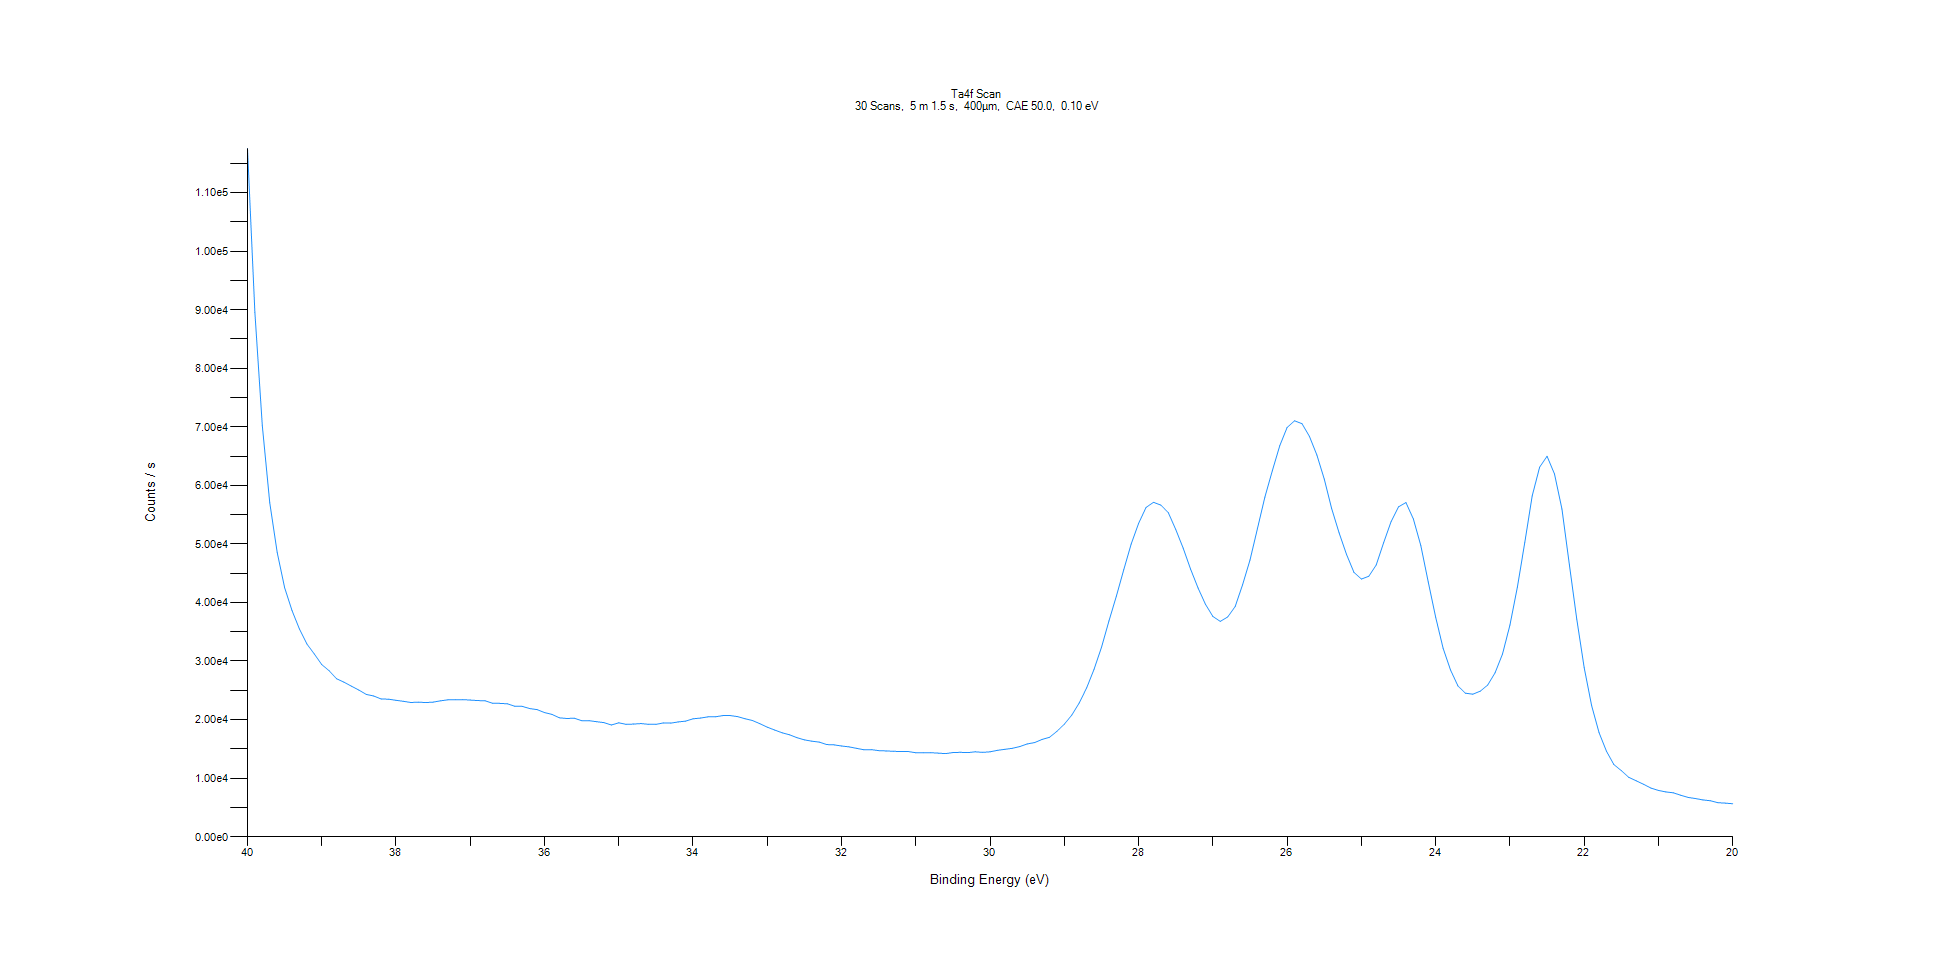 Ta4f Scan
30 Scans, 5 m 1.5 s, 400µm, CAE 50.0, 0.10 eV
1.10e5
1.00e5
9.00e4
8.00e4
7.00e4
6.00e4
5.00e4
4.00e4
3.00e4
2.00e4
1.00e4
0.00e0
Counts / s
40 38 36 34 32 30 28 26 24 22 20
Binding Energy (eV)